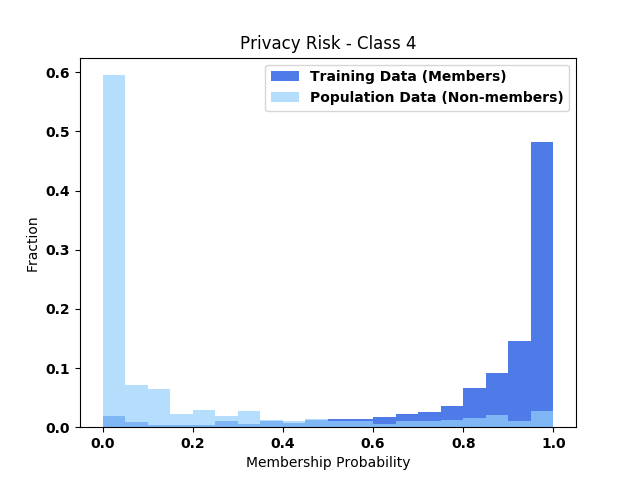 Privacy Risk - Class 4
Training Data (Members)
Population Data (Non-members)
0.6
0.5
0.4
0.3
0.2
0.1
0.0
Fraction
0.0 0.2 0.4 0.6 0.8 1.0
Membership Probability